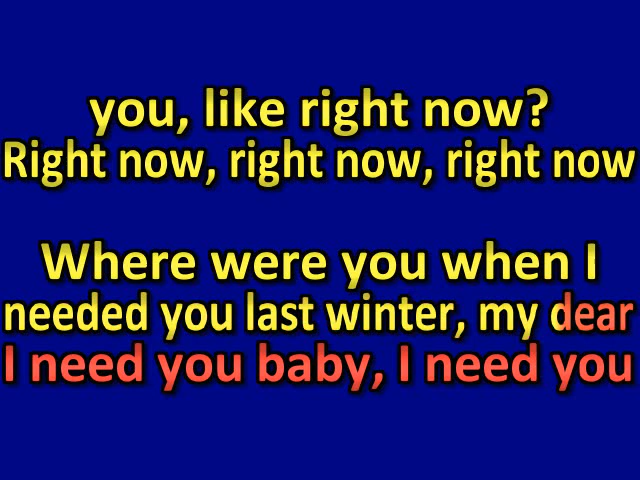 you, like right now?
Right now, right now, right now
Where were you when I
needed you last winter, my dear
I need you baby, I need you